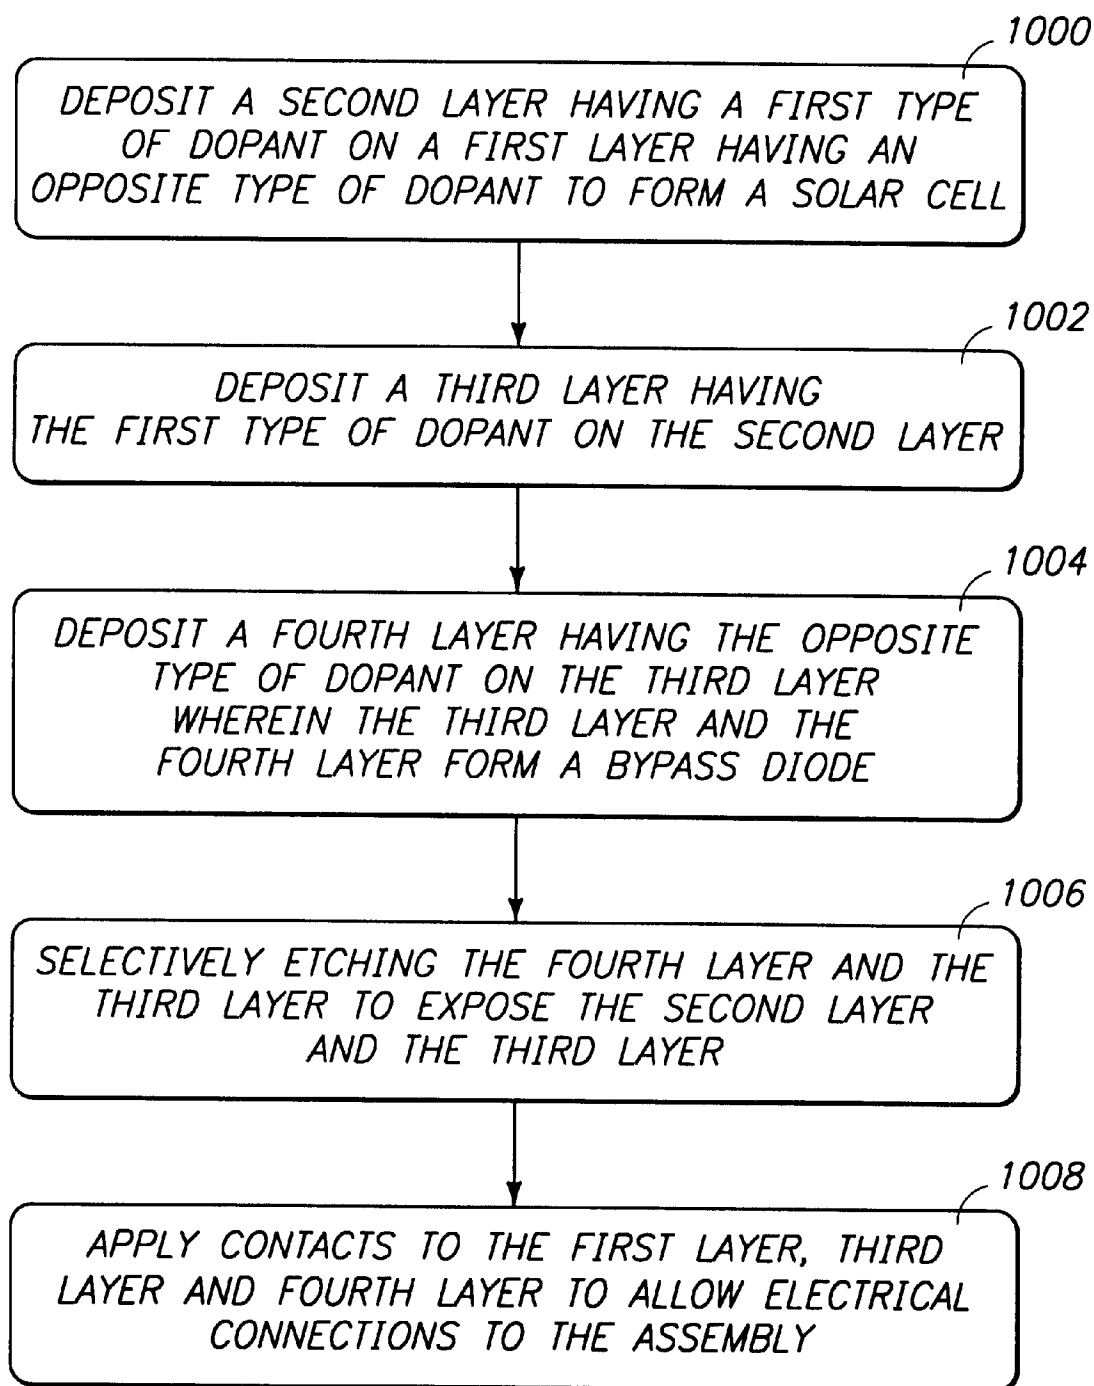 1000
DEPOSIT A SECOND LAYER HAVING A FIRST TYPE
OF DOPANT ON A FIRST LAYER HAVING AN
OPPOSITE TYPE OF DOPANT TO FORM A SOLAR CELL
1002
DEPOSIT A THIRD LAYER HAVING
THE FIRST TYPE OF DOPANT ON THE SECOND LAYER
1004
DEPOSIT A FOURTH LAYER HAVING THE OPPOSITE
TYPE OF DOPANT ON THE THIRD LAYER
WHEREIN THE THIRD LAYER AND THE
FOURTH LAYER FORM A BYPASS DIODE
1006
SELECTIVELY ETCHING THE FOURTH LAYER AND THE
THIRD LAYER TO EXPOSE THE SECOND LAYER
AND THE THIRD LAYER
1008
APPLY CONTACTS TO THE FIRST LAYER, THIRD
LAYER AND FOURTH LAYER TO ALLOW ELECTRICAL
CONNECTIONS TO THE ASSEMBLY